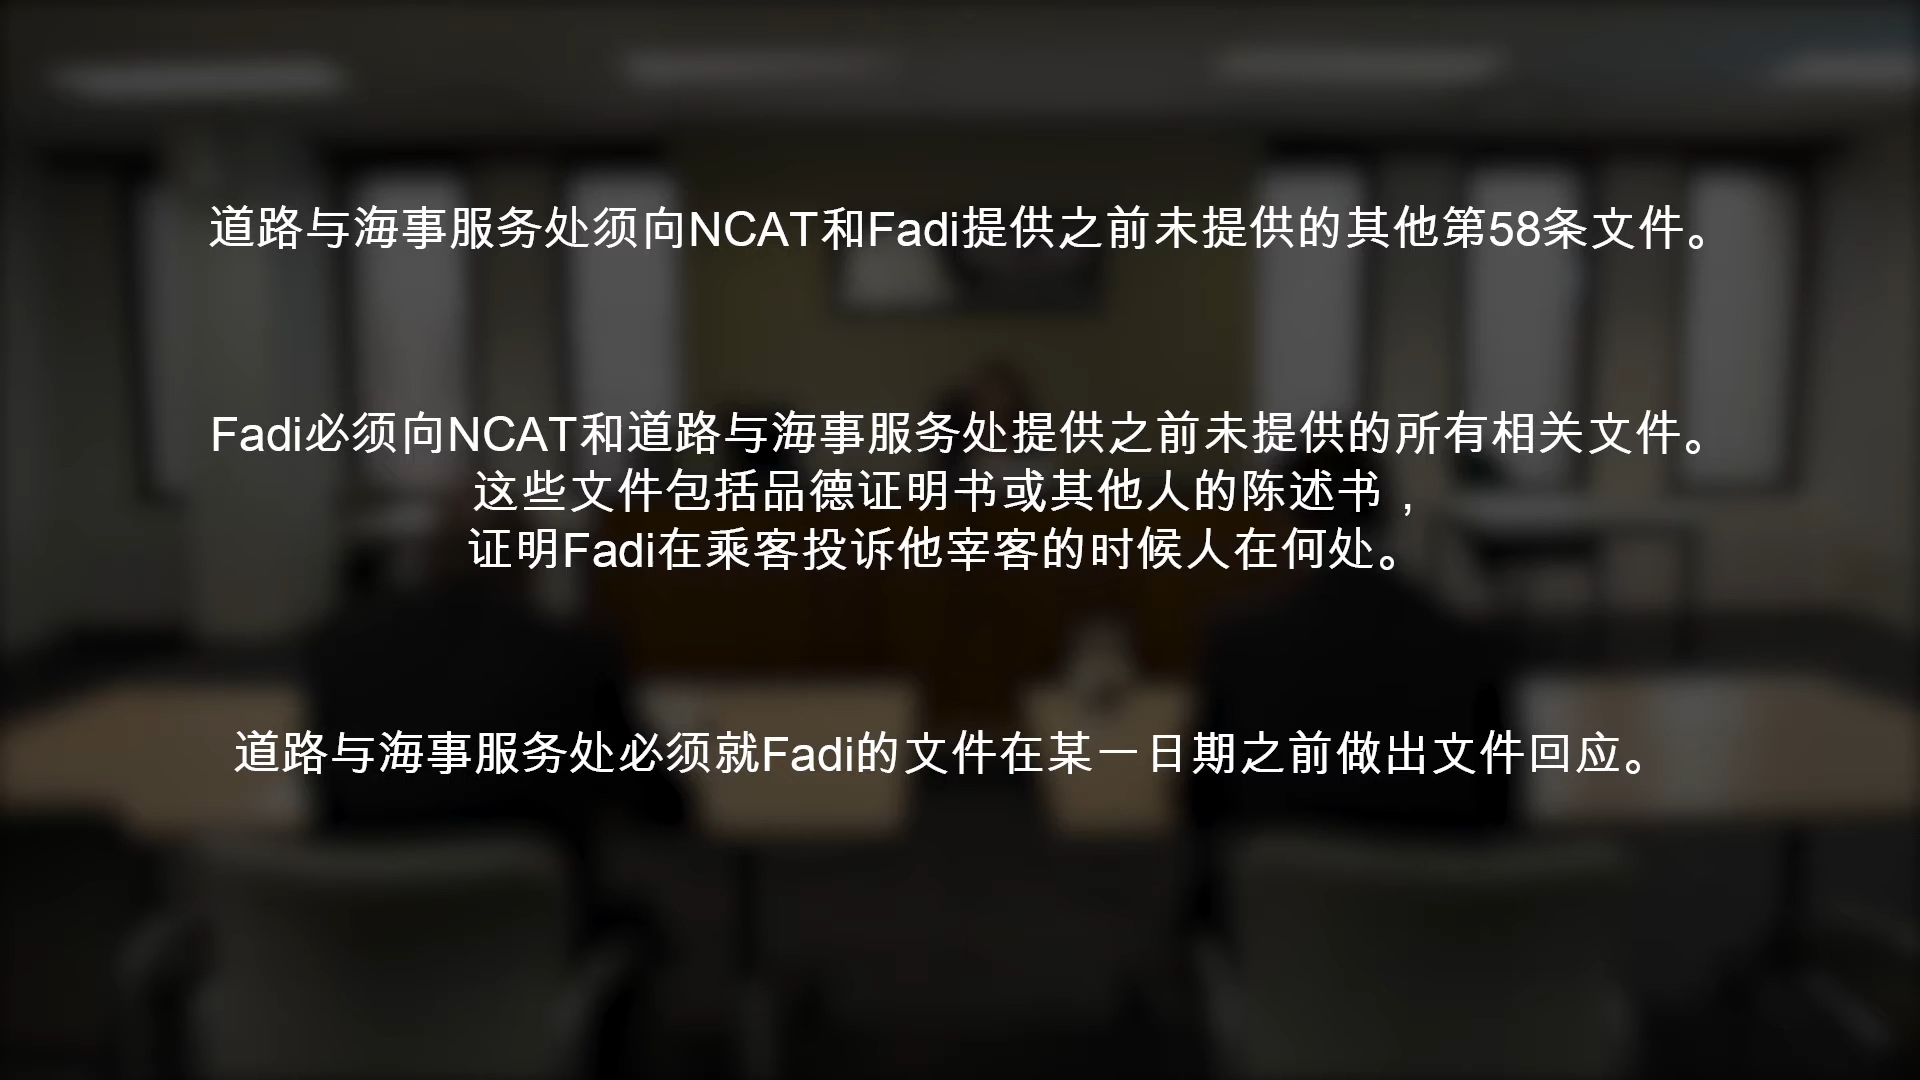 道路与海事服务处须向NCAT和Fadi提供之前未提供的其他第58条文件。
Fadi必须向NCAT和道路与海事服务处提供之前未提供的所有相关文件。
这些文件包括品德证明书或其他人的陈述书，
证明Fadi在乘客投诉他宰客的时候人在何处。
道路与海事服务处必须就Fadi的文件在某一日期之前做出文件回应。